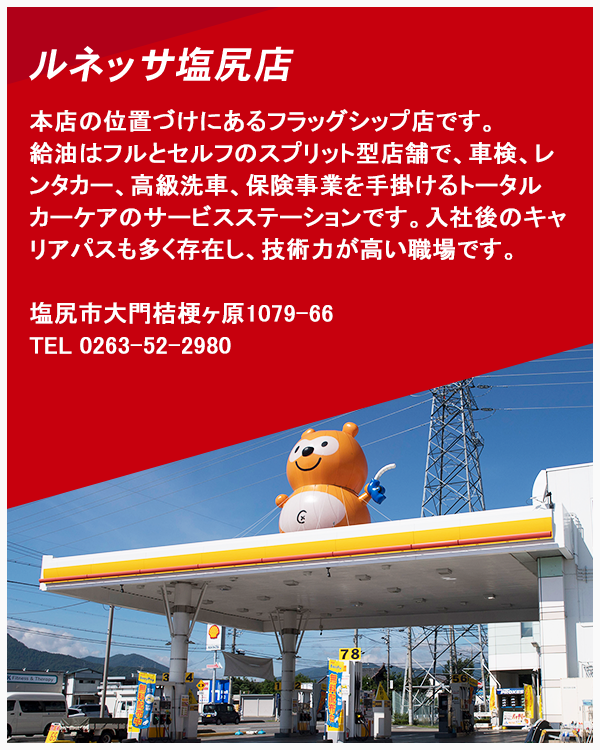 ルネッサ塩尻店
本店の位置づけにあるフラッグシップ店です。
給油はフルとセルフのスプリット型店舗で、車検、レ
ンタカー、高級洗車、保険事業を手掛けるトータル
カーケアのサービスステーションです。入社後のキャ
リアパスも多く存在し、技術力が高い職場です。
塩尻市大門桔梗ヶ原1079-66
TEL 0263-52-2980
78
3 4
Fitness & Therapy